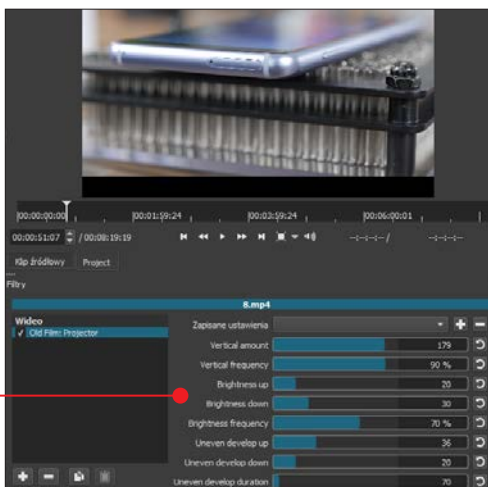 00:00:00:00 00:01:59:24 00:03:59:24 00:06:00:01
00:00:51:07 / 00:08:19:19 --:--:--:-- / --:--:--:--
Klip źródłowy Project
Filtry
8.mp4
Wideo
Old Film: Projector
Zapisane ustawienia
Vertical amount 179
Vertical frequency 90 %
Brightness up 20
Brightness down 30
Brightness frequency 70 %
Uneven develop up 36
Uneven develop down 20
Uneven develop duration 70